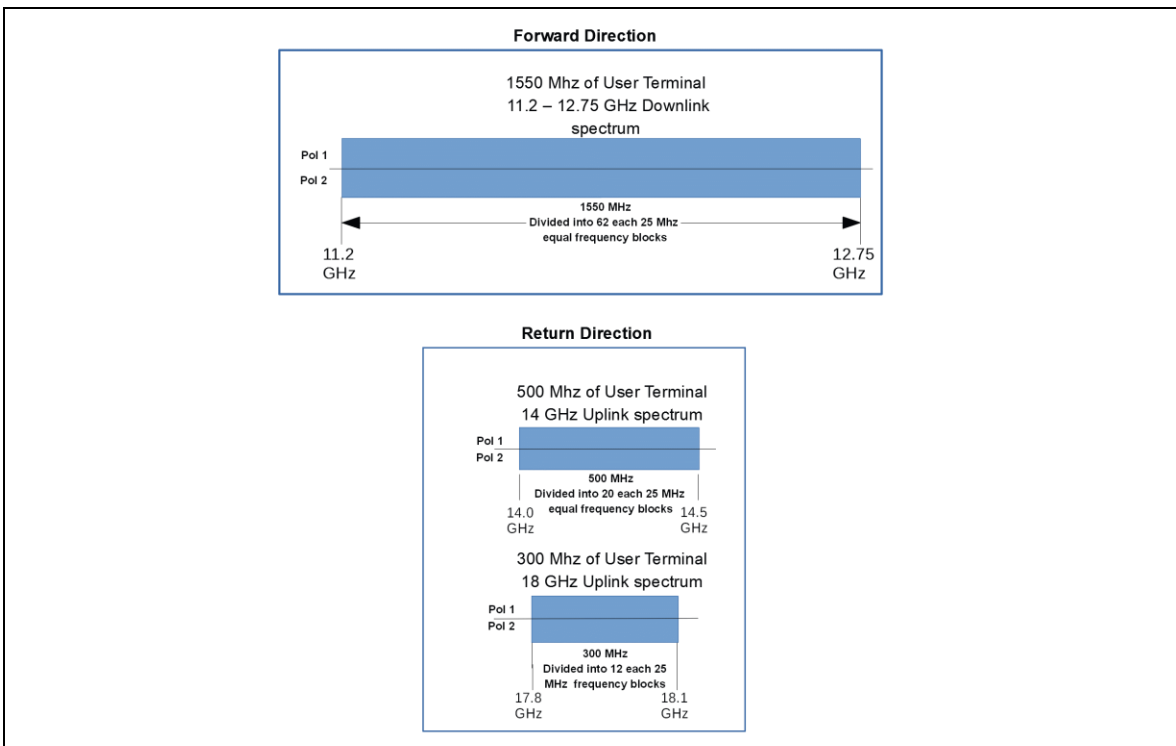 Forward Direction
1550 Mhz of User Terminal
11.2 – 12.75 GHz Downlink
spectrum
Pol 1
Pol 2
1550 MHz
Divided into 62 each 25 Mhz
equal frequency blocks
11.2
GHz
12.75
GHz
Return Direction
500 Mhz of User Terminal
14 GHz Uplink spectrum
Pol 1
Pol 2
500 MHz
Divided into 20 each 25 MHz
equal frequency blocks
14.0
GHz
14.5
GHz
300 Mhz of User Terminal
18 GHz Uplink spectrum
Pol 1
Pol 2
300 MHz
Divided into 12 each 25
MHz frequency blocks
17.8
GHz
18.1
GHz